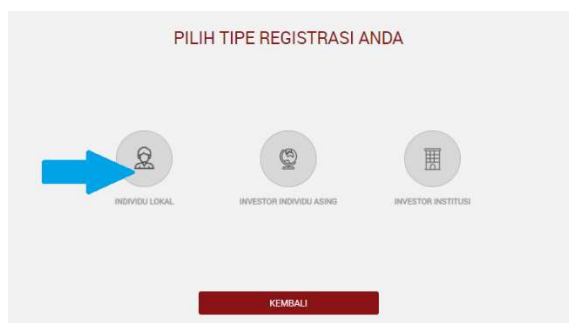 PILIH TIPE REGISTRASI ANDA
INDIVIDU LOKAL
INVESTOR INDIVIDU ASING
INVESTOR INSTITUSI
KEMBALI